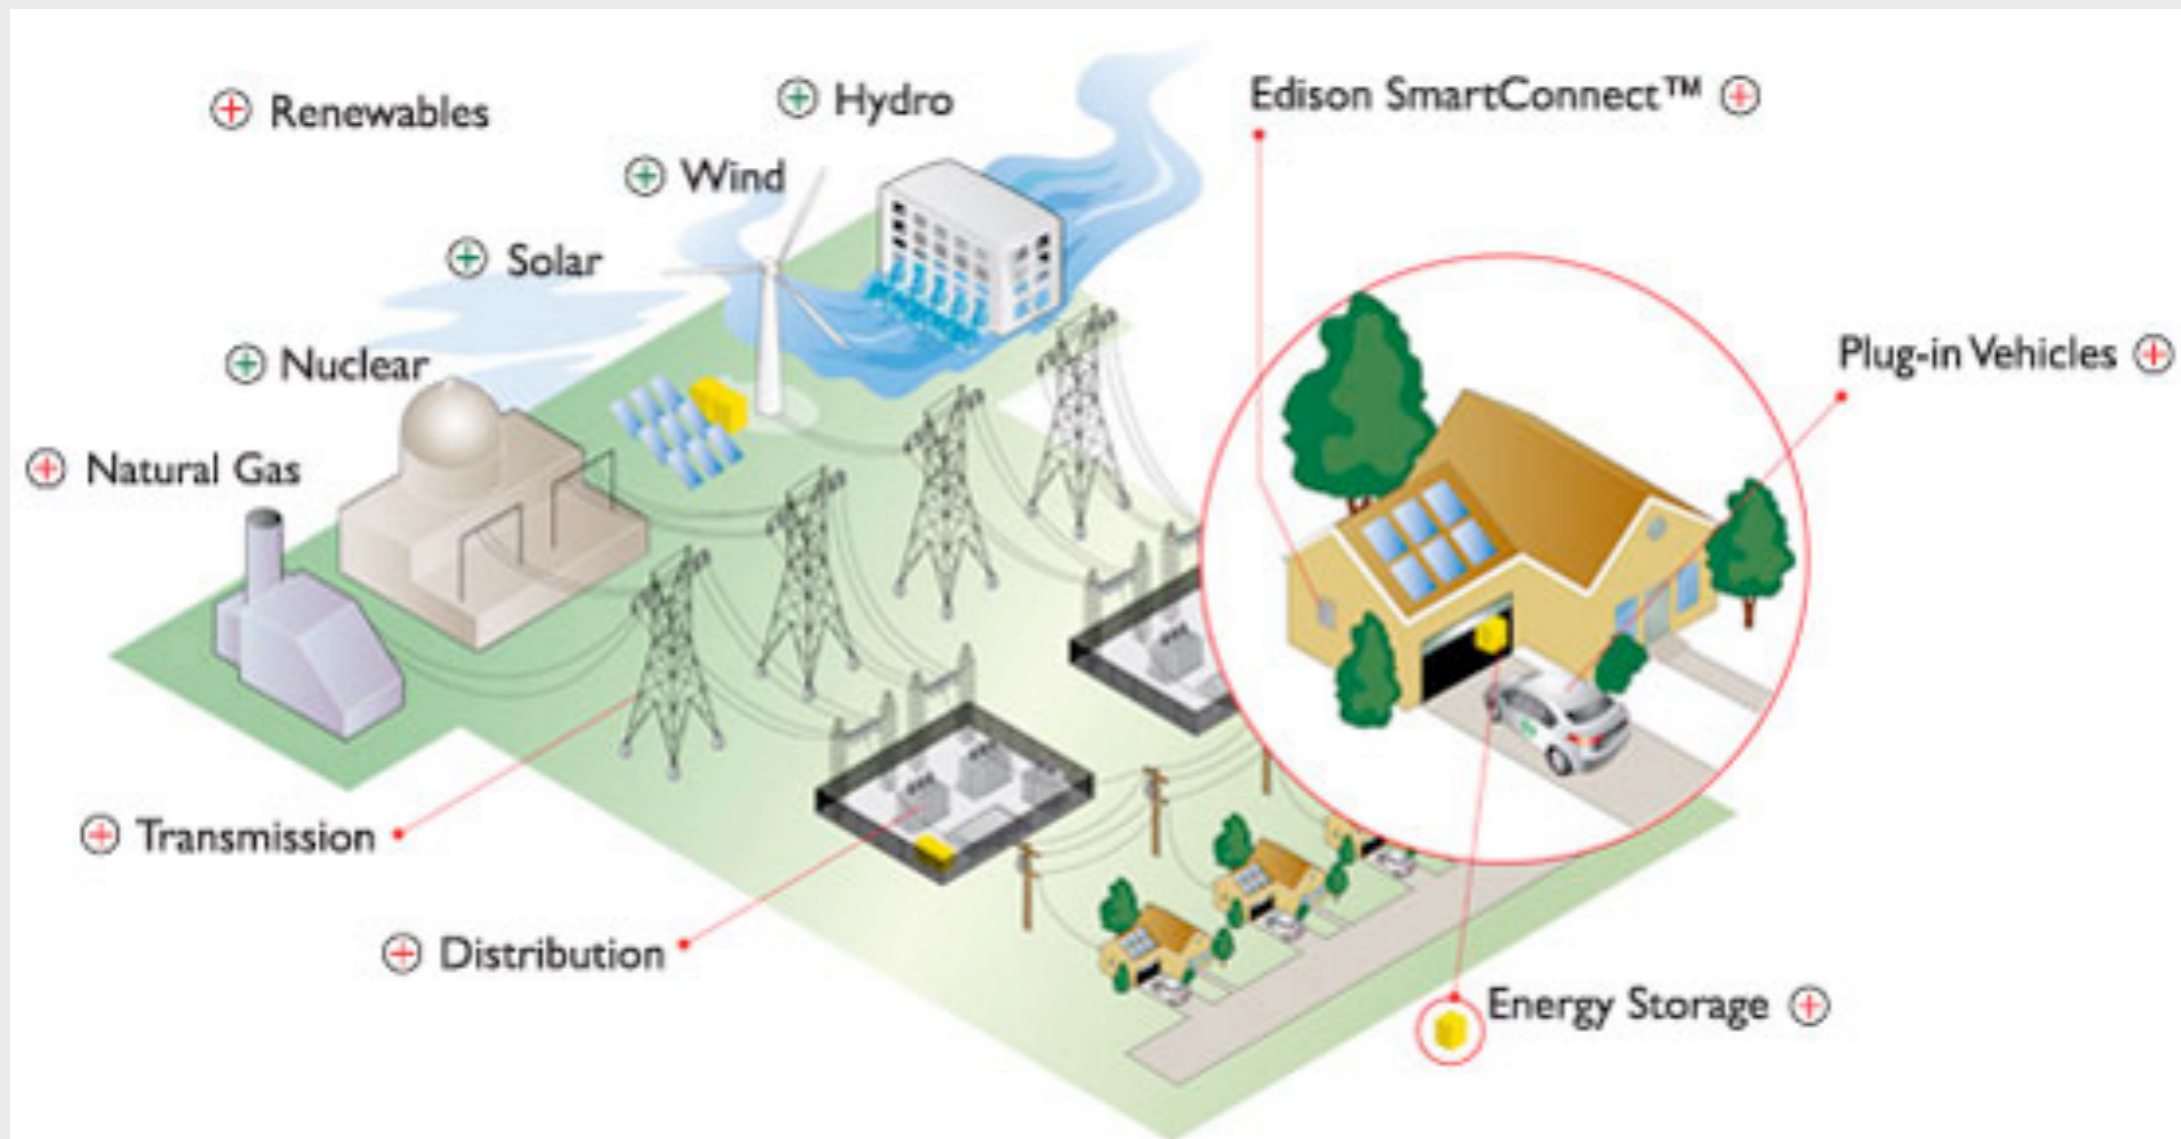 Renewables
Hydro
Edison SmartConnect™
Wind
Solar
Plug-in Vehicles
Nuclear
Natural Gas
Transmission
Distribution
Energy Storage